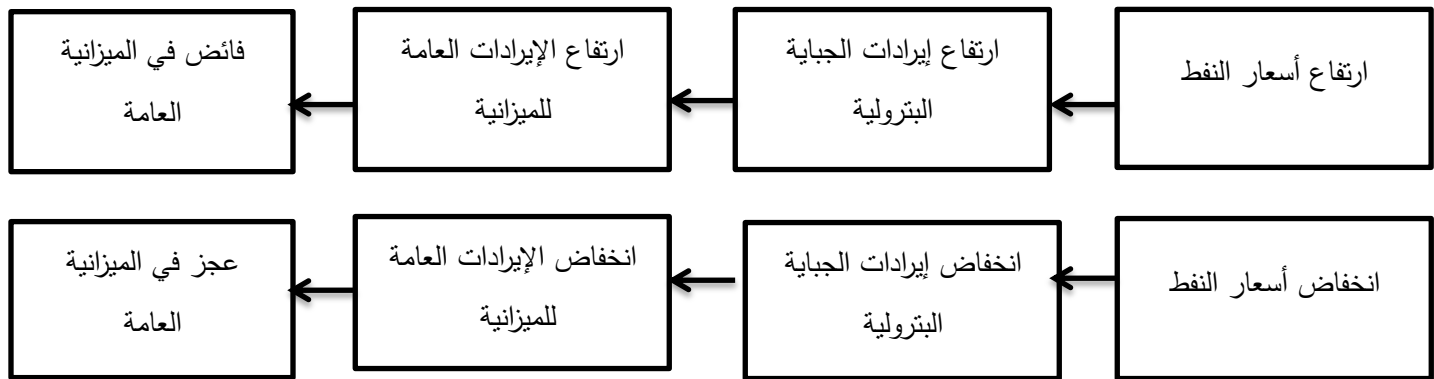 ارتفاع أسعار النفط
ارتفاع إيرادات الجباية
البترولية
ارتفاع الإيرادات العامة
للميزانية
فائض في الميزانية
العامة
انخفاض أسعار النفط
انخفاض إيرادات الجباية
البترولية
انخفاض الإيرادات العامة
للميزانية
عجز في الميزانية
العامة